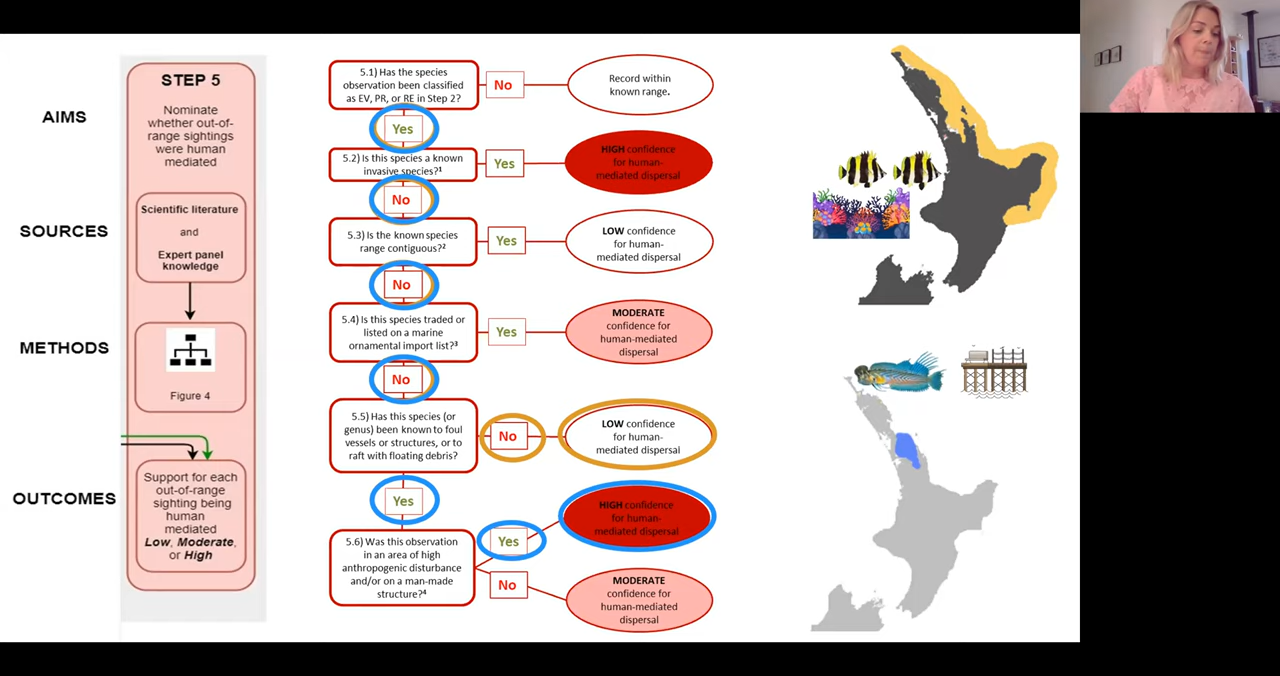 AIMS
SOURCES
METHODS
OUTCOMES
STEP 5
Nominate
whether out-of-
range sightings
were human
mediated
Scientific literature
and
Expert panel
knowledge
Figure 4
Support for each
out-of-range
sighting being
human
mediated
Low, Moderate,
or High
5.1) Has the species
observation been classified
as EV, PR, or RE in Step 2?
No
Record within
known range.
Yes
5.2) Is this species a known
invasive species?¹
Yes
HIGH confidence
for human-
mediated dispersal
No
5.3) Is the known species
range contiguous?²
Yes
LOW confidence
for human-
mediated dispersal
No
5.4) Is this species traded or
listed on a marine
ornamental import list?³
Yes
MODERATE
confidence for
human-mediated
dispersal
No
5.5) Has this species (or
genus) been known to foul
vessels or structures, or to
raft with floating debris?
No
LOW confidence
for human-
mediated dispersal
Yes
5.6) Was this observation
in an area of high
anthropogenic disturbance
and/or on a man-made
structure?⁴
Yes
HIGH confidence
for human-
mediated dispersal
No
MODERATE
confidence for
human-mediated
dispersal